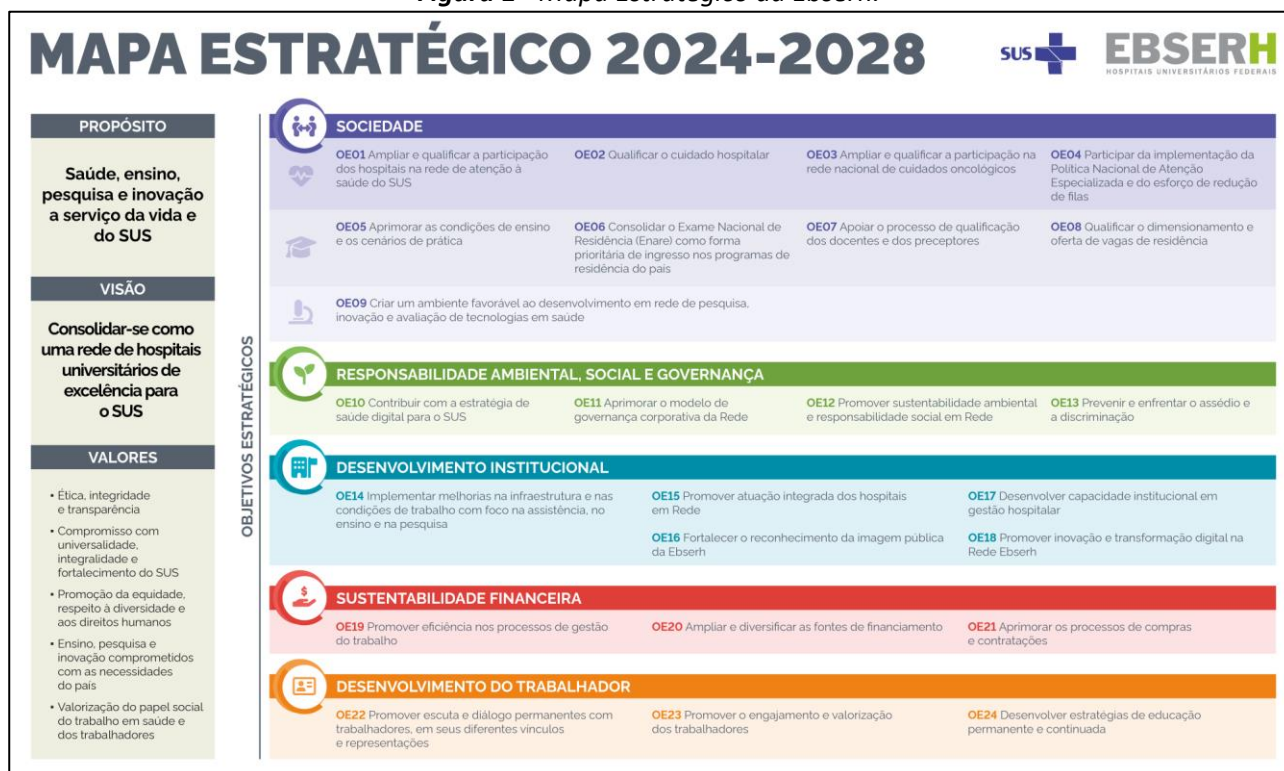 Figura 1 - Mapa Estratégico da Ebserh
MAPA ESTRATÉGICO 2024-2028
SUS
EBSERH
HOSPITAIS UNIVERSITÁRIOS FEDERAIS
PROPÓSITO
Saúde, ensino,
pesquisa e inovação
a serviço da vida e
do SUS
VISÃO
Consolidar-se como
uma rede de hospitais
universitários de
excelência para
o SUS
VALORES
• Ética, integridade
e transparência
• Compromisso com
universalidade,
integralidade e
fortalecimento do SUS
• Promoção da equidade,
respeito à diversidade e
aos direitos humanos
• Ensino, pesquisa e
inovação comprometidos
com as necessidades
do país
• Valorização do papel social
do trabalho em saúde e
dos trabalhadores
OBJETIVOS ESTRATÉGICOS
SOCIEDADE
OE01 Ampliar e qualificar a participação
dos hospitais na rede de atenção à
saúde do SUS
OE02 Qualificar o cuidado hospitalar
OE03 Ampliar e qualificar a participação na
rede nacional de cuidados oncológicos
OE04 Participar da implementação da
Política Nacional de Atenção
Especializada e do esforço de redução
de filas
OE05 Aprimorar as condições de ensino
e os cenários de prática
OE06 Consolidar o Exame Nacional de
Residência (Enare) como forma
prioritária de ingresso nos programas de
residência do país
OE07 Apoiar o processo de qualificação
dos docentes e dos preceptores
OE08 Qualificar o dimensionamento e
oferta de vagas de residência
OE09 Criar um ambiente favorável ao desenvolvimento em rede de pesquisa,
inovação e avaliação de tecnologias em saúde
RESPONSABILIDADE AMBIENTAL, SOCIAL E GOVERNANÇA
OE10 Contribuir com a estratégia de
saúde digital para o SUS
OE11 Aprimorar o modelo de
governança corporativa da Rede
OE12 Promover sustentabilidade ambiental
e responsabilidade social em Rede
OE13 Prevenir e enfrentar o assédio e
a discriminação
DESENVOLVIMENTO INSTITUCIONAL
OE14 Implementar melhorias na infraestrutura e nas
condições de trabalho com foco na assistência, no
ensino e na pesquisa
OE15 Promover atuação integrada dos hospitais
em Rede
OE16 Fortalecer o reconhecimento da imagem pública
da Ebserh
OE17 Desenvolver capacidade institucional em
gestão hospitalar
OE18 Promover inovação e transformação digital na
Rede Ebserh
SUSTENTABILIDADE FINANCEIRA
OE19 Promover eficiência nos processos de gestão
do trabalho
OE20 Ampliar e diversificar as fontes de financiamento
OE21 Aprimorar os processos de compras
e contratações
DESENVOLVIMENTO DO TRABALHADOR
OE22 Promover escuta e diálogo permanentes com
trabalhadores, em seus diferentes vínculos
e representações
OE23 Promover o engajamento e valorização
dos trabalhadores
OE24 Desenvolver estratégias de educação
permanente e continuada